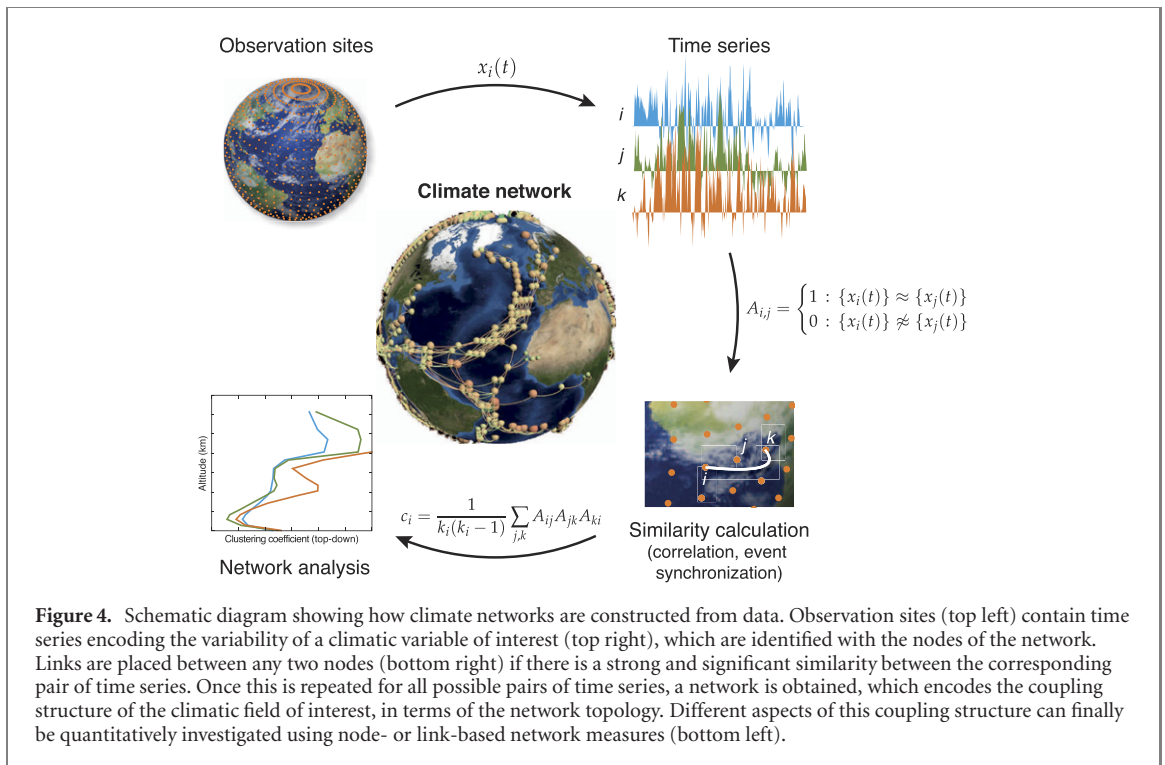 Observation sites
x_i(t)
Time series
i
j
k
Climate network
A_{i,j} = { 1 : {x_i(t)} ≈ {x_j(t)}
0 : {x_i(t)} ≉ {x_j(t)}
j
k
i
Altitude (km)
Clustering coefficient (top-down)
Network analysis
c_i = 1 / k_i(k_i − 1) ∑_{j,k} A_{ij} A_{jk} A_{ki}
Similarity calculation
(correlation, event
synchronization)
Figure 4. Schematic diagram showing how climate networks are constructed from data. Observation sites (top left) contain time
series encoding the variability of a climatic variable of interest (top right), which are identified with the nodes of the network.
Links are placed between any two nodes (bottom right) if there is a strong and significant similarity between the corresponding
pair of time series. Once this is repeated for all possible pairs of time series, a network is obtained, which encodes the coupling
structure of the climatic field of interest, in terms of the network topology. Different aspects of this coupling structure can finally
be quantitatively investigated using node- or link-based network measures (bottom left).